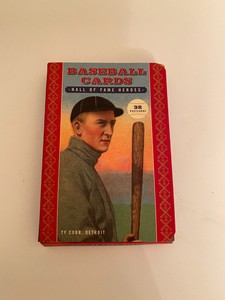 BASEBALL
CARDS
HALL OF FAME HEROES
32
POSTCARDS
TY COBB, DETROIT